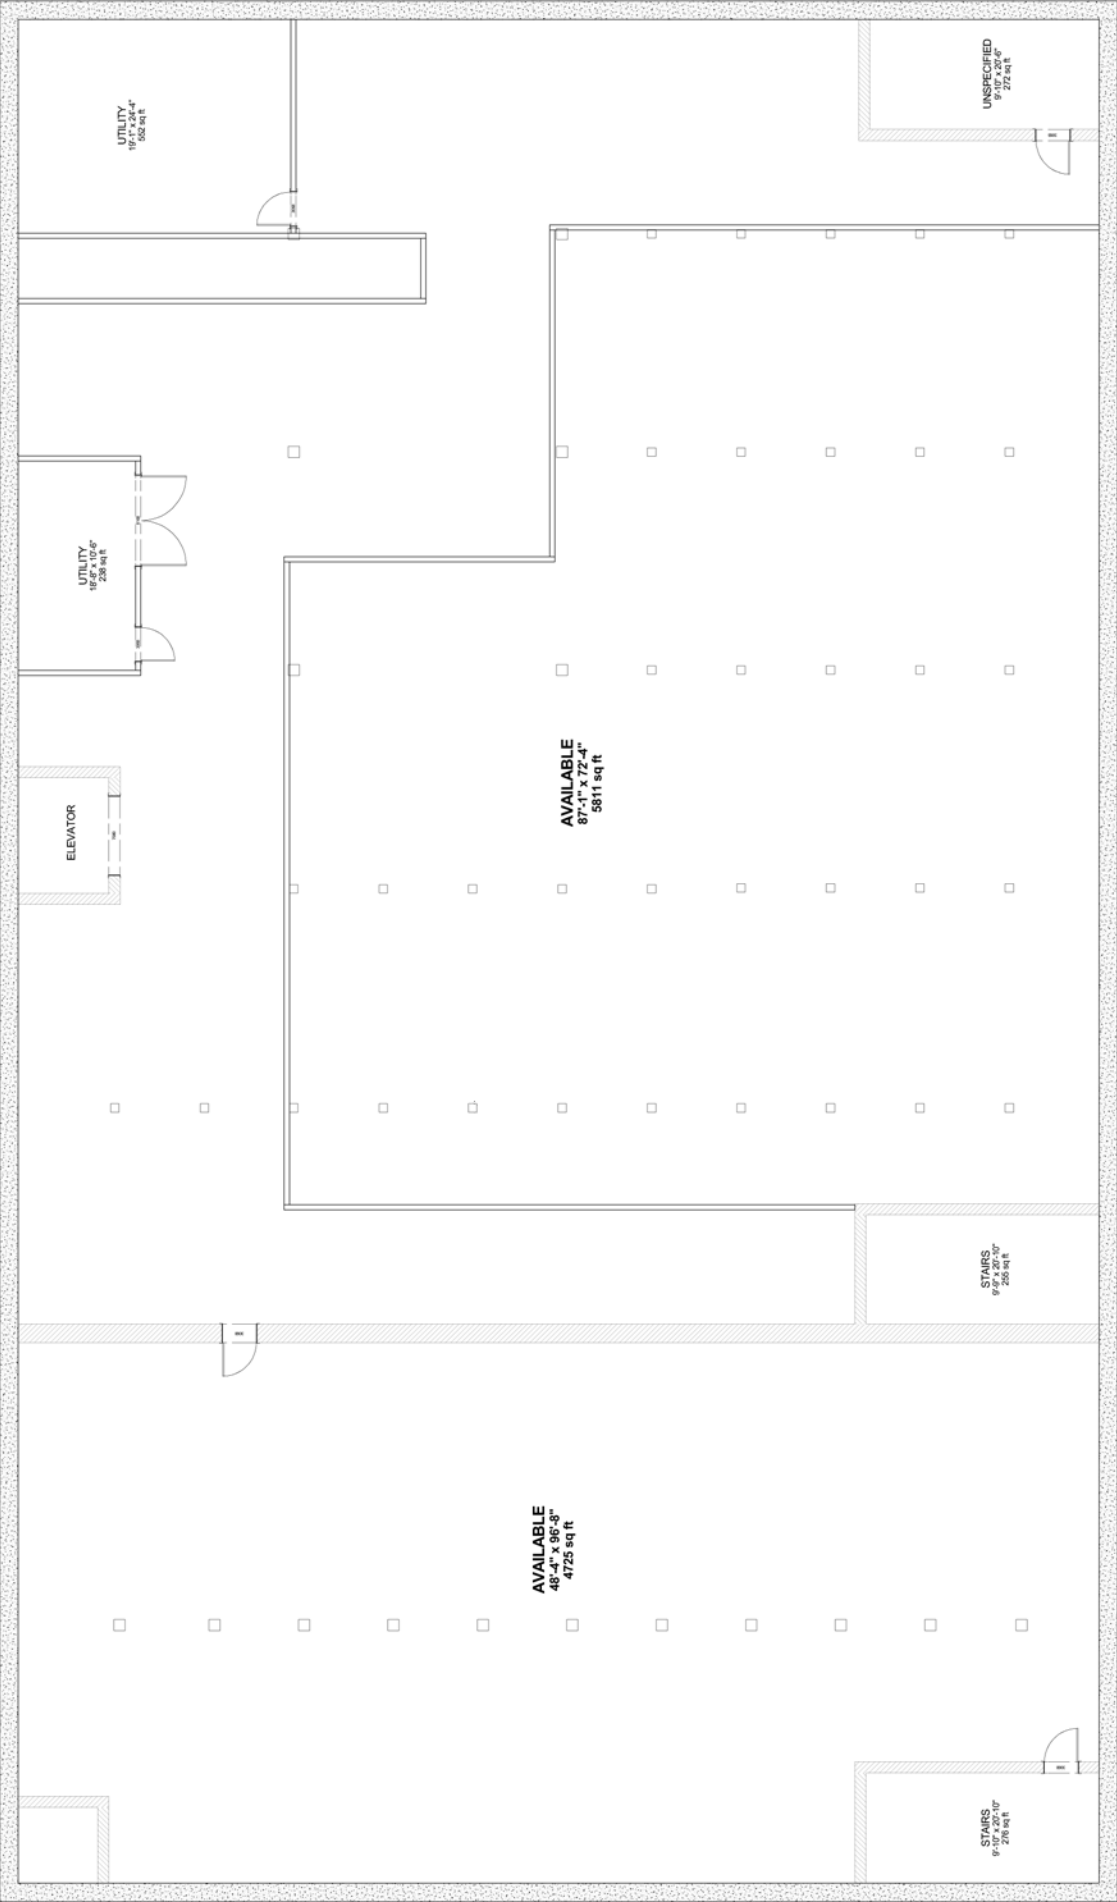 UTILITY
19'-1" x 24'-4"
552 sq ft
UNSPECIFIED
9'-10" x 20'-6"
272 sq ft
UTILITY
18'-8" x 10'-6"
238 sq ft
ELEVATOR
AVAILABLE
87'-1" x 72'-4"
5811 sq ft
STAIRS
9'-9" x 20'-10"
255 sq ft
AVAILABLE
48'-4" x 96'-8"
4725 sq ft
STAIRS
9'-10" x 20'-10"
276 sq ft